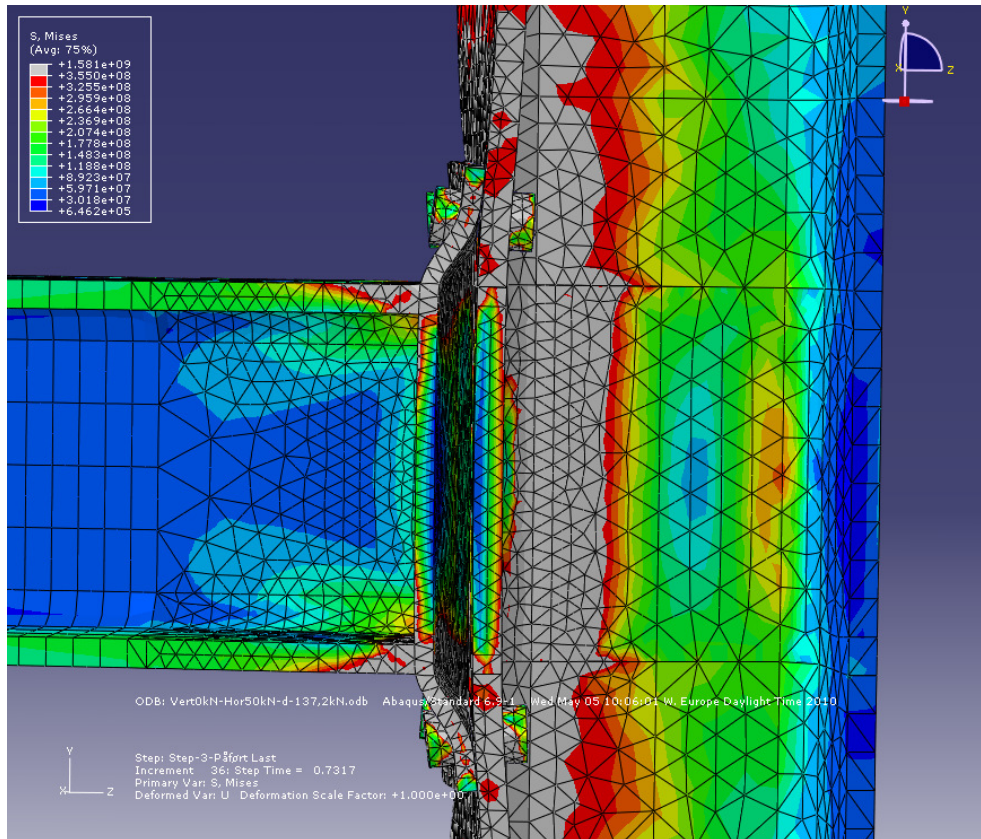 S, Mises
(Avg: 75%)
+1.581e+09
+3.550e+08
+3.255e+08
+2.959e+08
+2.664e+08
+2.369e+08
+2.074e+08
+1.778e+08
+1.483e+08
+1.188e+08
+8.923e+07
+5.971e+07
+3.018e+07
+6.462e+05
Y
X
Z
ODB: Vert0kN-Hor50kN-d-137,2kN.odb Abaqus/Standard 6.9-1 Wed May 05 10:06:01 W. Europe Daylight Time 2010
Y
X
Z
Step: Step-3-Påført Last
Increment 36: Step Time = 0.7317
Primary Var: S, Mises
Deformed Var: U Deformation Scale Factor: +1.000e+00